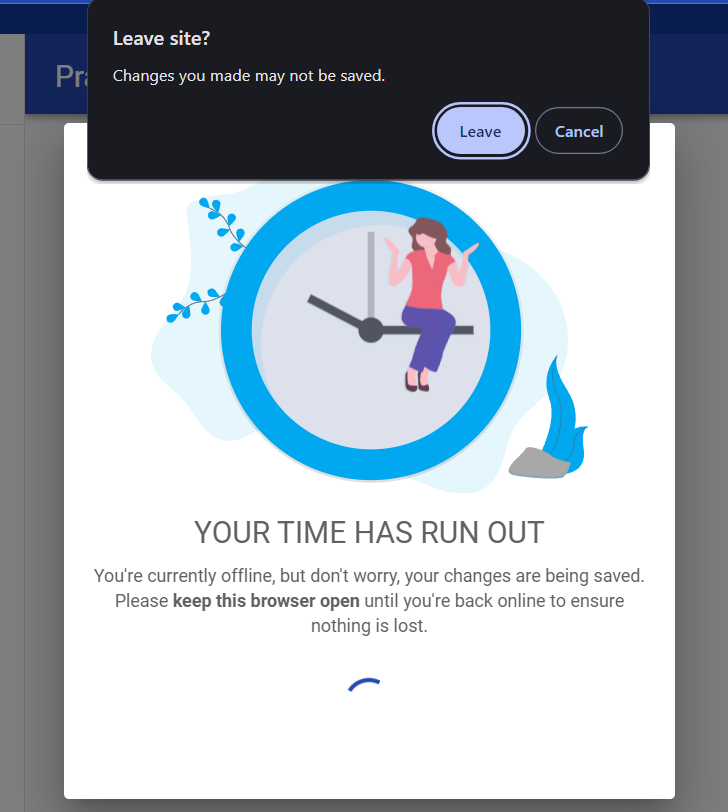 Leave site?
Changes you made may not be saved.
Leave
Cancel
YOUR TIME HAS RUN OUT
You're currently offline, but don't worry, your changes are being saved.
Please keep this browser open until you're back online to ensure
nothing is lost.